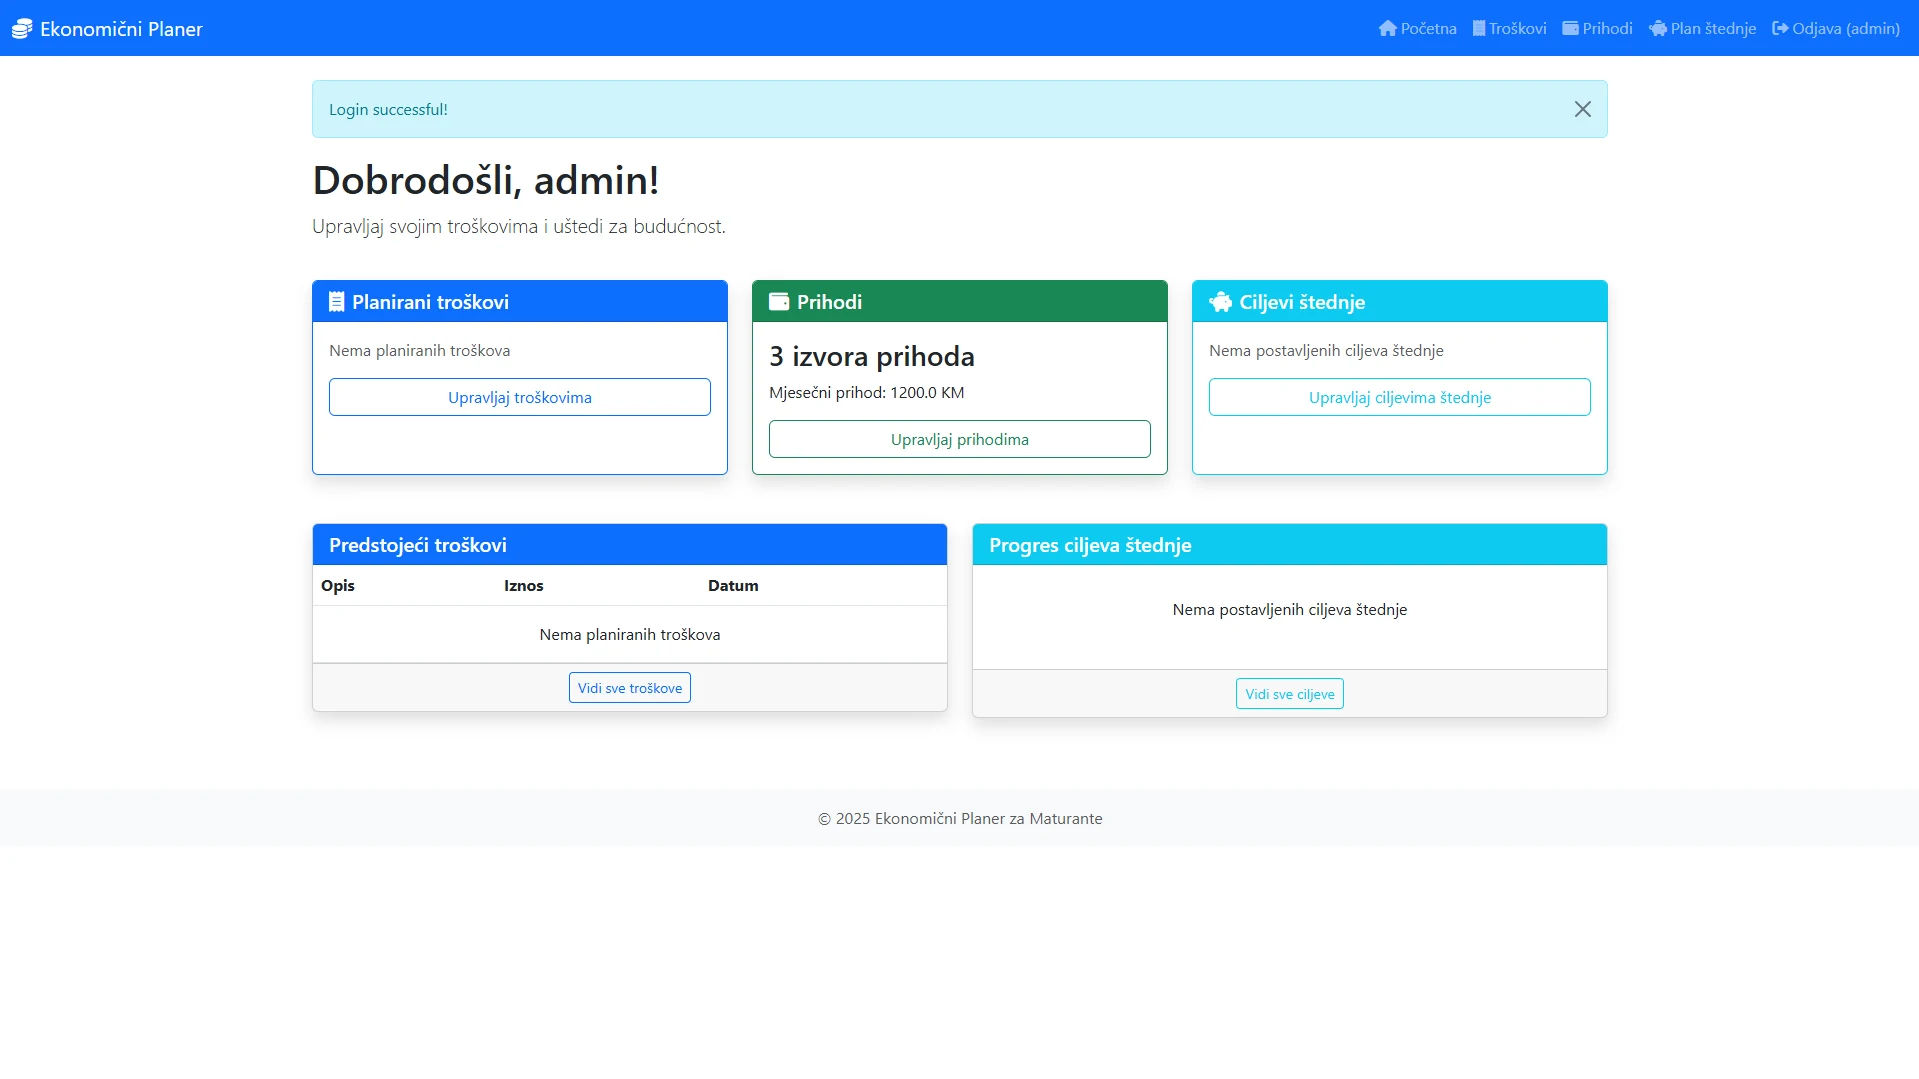 Ekonomični Planer
Početna Troškovi Prihodi Plan štednje Odjava (admin)
Login successful!
Dobrodošli, admin!
Upravljaj svojim troškovima i uštedi za budućnost.
Planirani troškovi
Nema planiranih troškova
Upravljaj troškovima
Prihodi
3 izvora prihoda
Mjesečni prihod: 1200.0 KM
Upravljaj prihodima
Ciljevi štednje
Nema postavljenih ciljeva štednje
Upravljaj ciljevima štednje
Predstojeći troškovi
Opis Iznos Datum
Nema planiranih troškova
Vidi sve troškove
Progres ciljeva štednje
Nema postavljenih ciljeva štednje
Vidi sve ciljeve
© 2025 Ekonomični Planer za Maturante